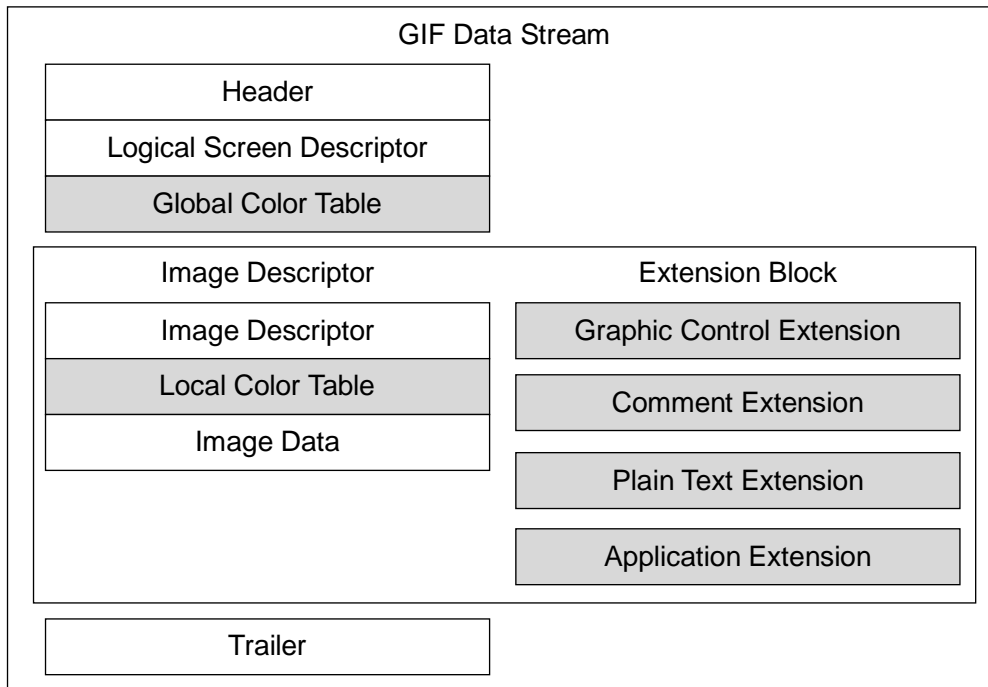 GIF Data Stream
Header
Logical Screen Descriptor
Global Color Table
Image Descriptor
Image Descriptor
Local Color Table
Image Data
Extension Block
Graphic Control Extension
Comment Extension
Plain Text Extension
Application Extension
Trailer